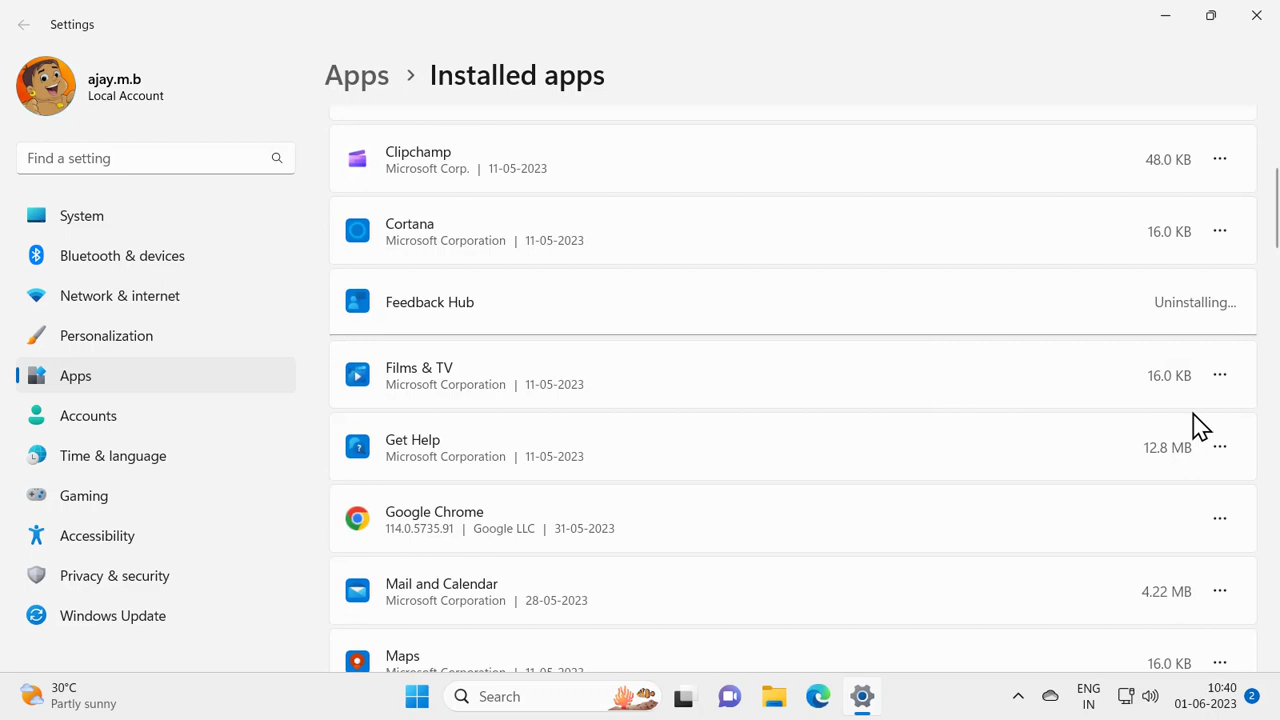 Settings
ajay.m.b
Local Account
Find a setting
System
Bluetooth & devices
Network & internet
Personalization
Apps
Accounts
Time & language
Gaming
Accessibility
Privacy & security
Windows Update
Apps > Installed apps
Clipchamp
Microsoft Corp. | 11-05-2023
48.0 KB
Cortana
Microsoft Corporation | 11-05-2023
16.0 KB
Feedback Hub
Uninstalling...
Films & TV
Microsoft Corporation | 11-05-2023
16.0 KB
Get Help
Microsoft Corporation | 11-05-2023
12.8 MB
Google Chrome
114.0.5735.91 | Google LLC | 31-05-2023
Mail and Calendar
Microsoft Corporation | 28-05-2023
4.22 MB
Maps
Microsoft Corporation | 11-05-2023
16.0 KB
30°C
Partly sunny
Search
ENG
IN
10:40
01-06-2023
2